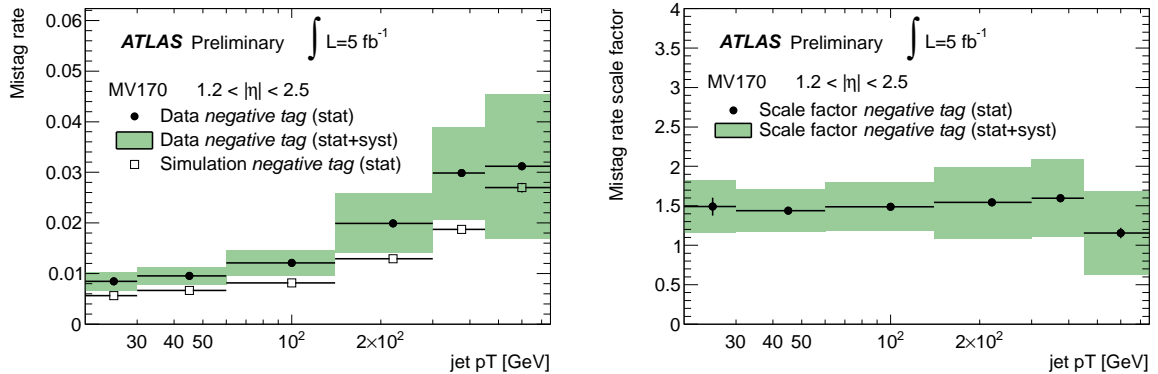 Mistag rate
0.06
0.05
0.04
0.03
0.02
0.01
0
ATLAS Preliminary ∫ L=5 fb⁻¹
MV170 1.2 < |η| < 2.5
Data negative tag (stat)
Data negative tag (stat+syst)
Simulation negative tag (stat)
30 40 50 10² 2×10²
jet pT [GeV]
Mistag rate scale factor
4
3.5
3
2.5
2
1.5
1
0.5
0
ATLAS Preliminary ∫ L=5 fb⁻¹
MV170 1.2 < |η| < 2.5
Scale factor negative tag (stat)
Scale factor negative tag (stat+syst)
30 40 50 10² 2×10²
jet pT [GeV]